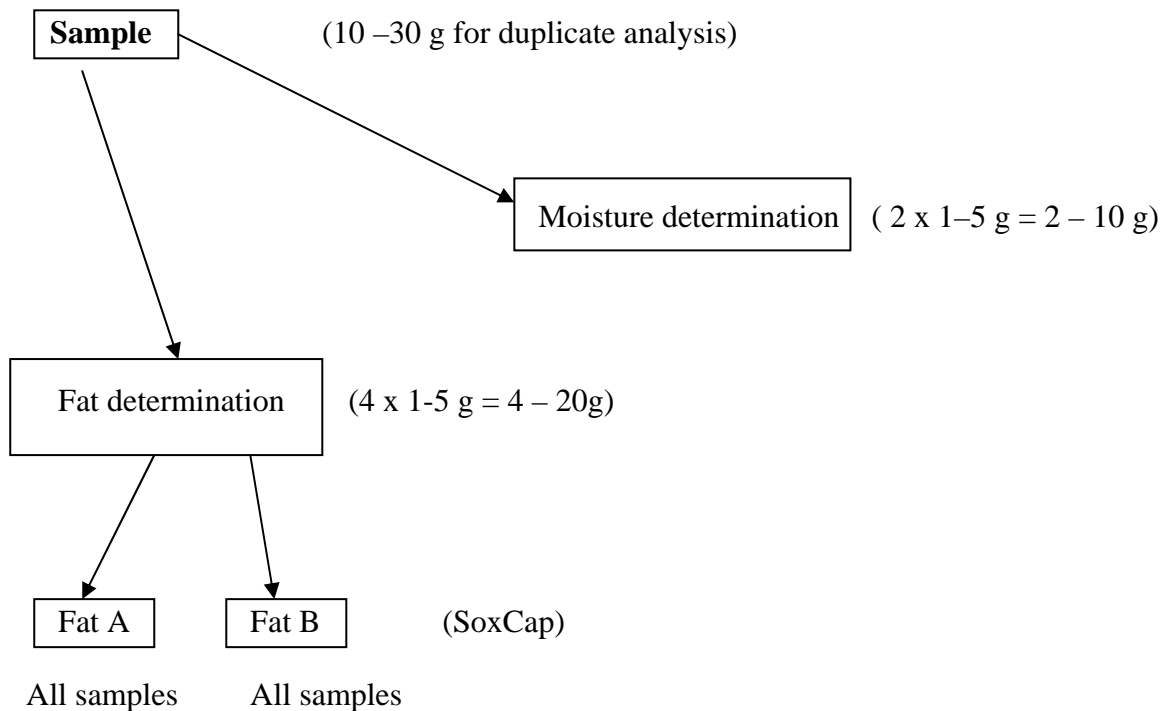 Sample (10 –30 g for duplicate analysis)
Moisture determination ( 2 x 1–5 g = 2 – 10 g)
Fat determination (4 x 1-5 g = 4 – 20g)
Fat A Fat B (SoxCap)
All samples All samples